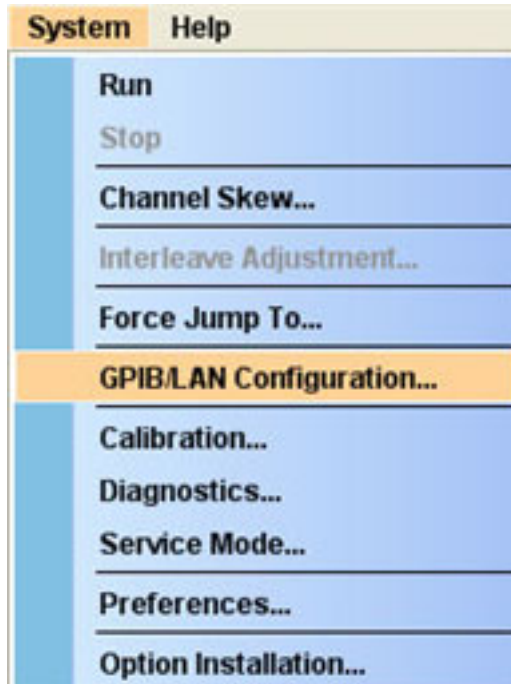 System Help
Run
Stop
Channel Skew...
Interleave Adjustment...
Force Jump To...
GPIB/LAN Configuration...
Calibration...
Diagnostics...
Service Mode...
Preferences...
Option Installation...